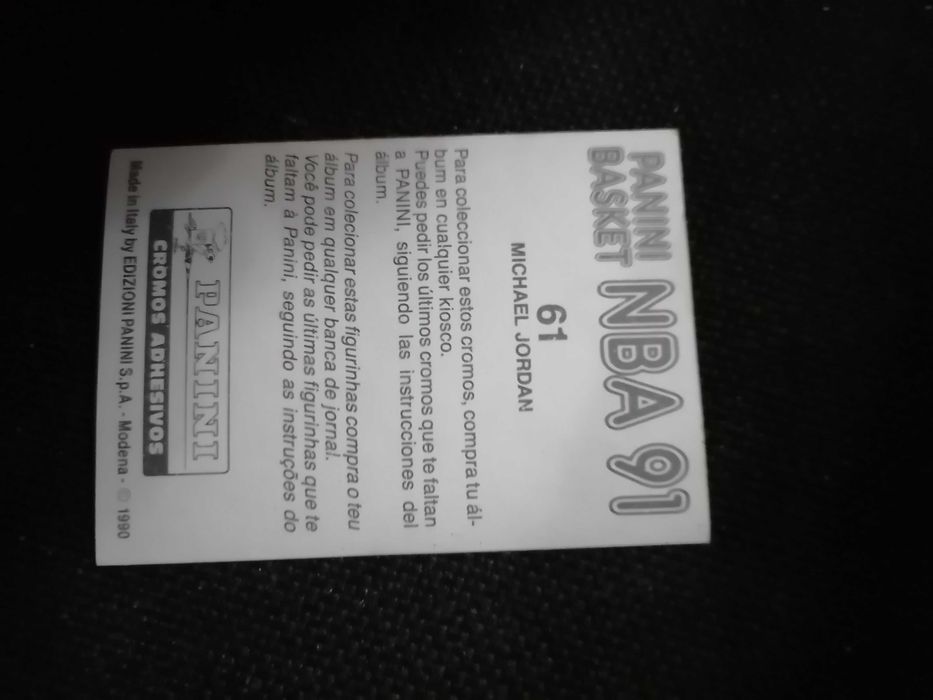 PANINI
BASKET
NBA 91
61
MICHAEL JORDAN
Para coleccionar estos cromos, compra tu ál-
bum en cualquier kiosco.
Puedes pedir los últimos cromos que te faltan
a PANINI, siguiendo las instrucciones del
álbum.
Para colecionar estas figurinhas compra o teu
álbum em qualquer banca de jornal.
Você pode pedir as últimas figurinhas que te
faltam à Panini, seguindo as instruções do
álbum.
PANINI
CROMOS ADHESIVOS
Made in Italy by EDIZIONI PANINI S.p.A. - Modena - © 1990